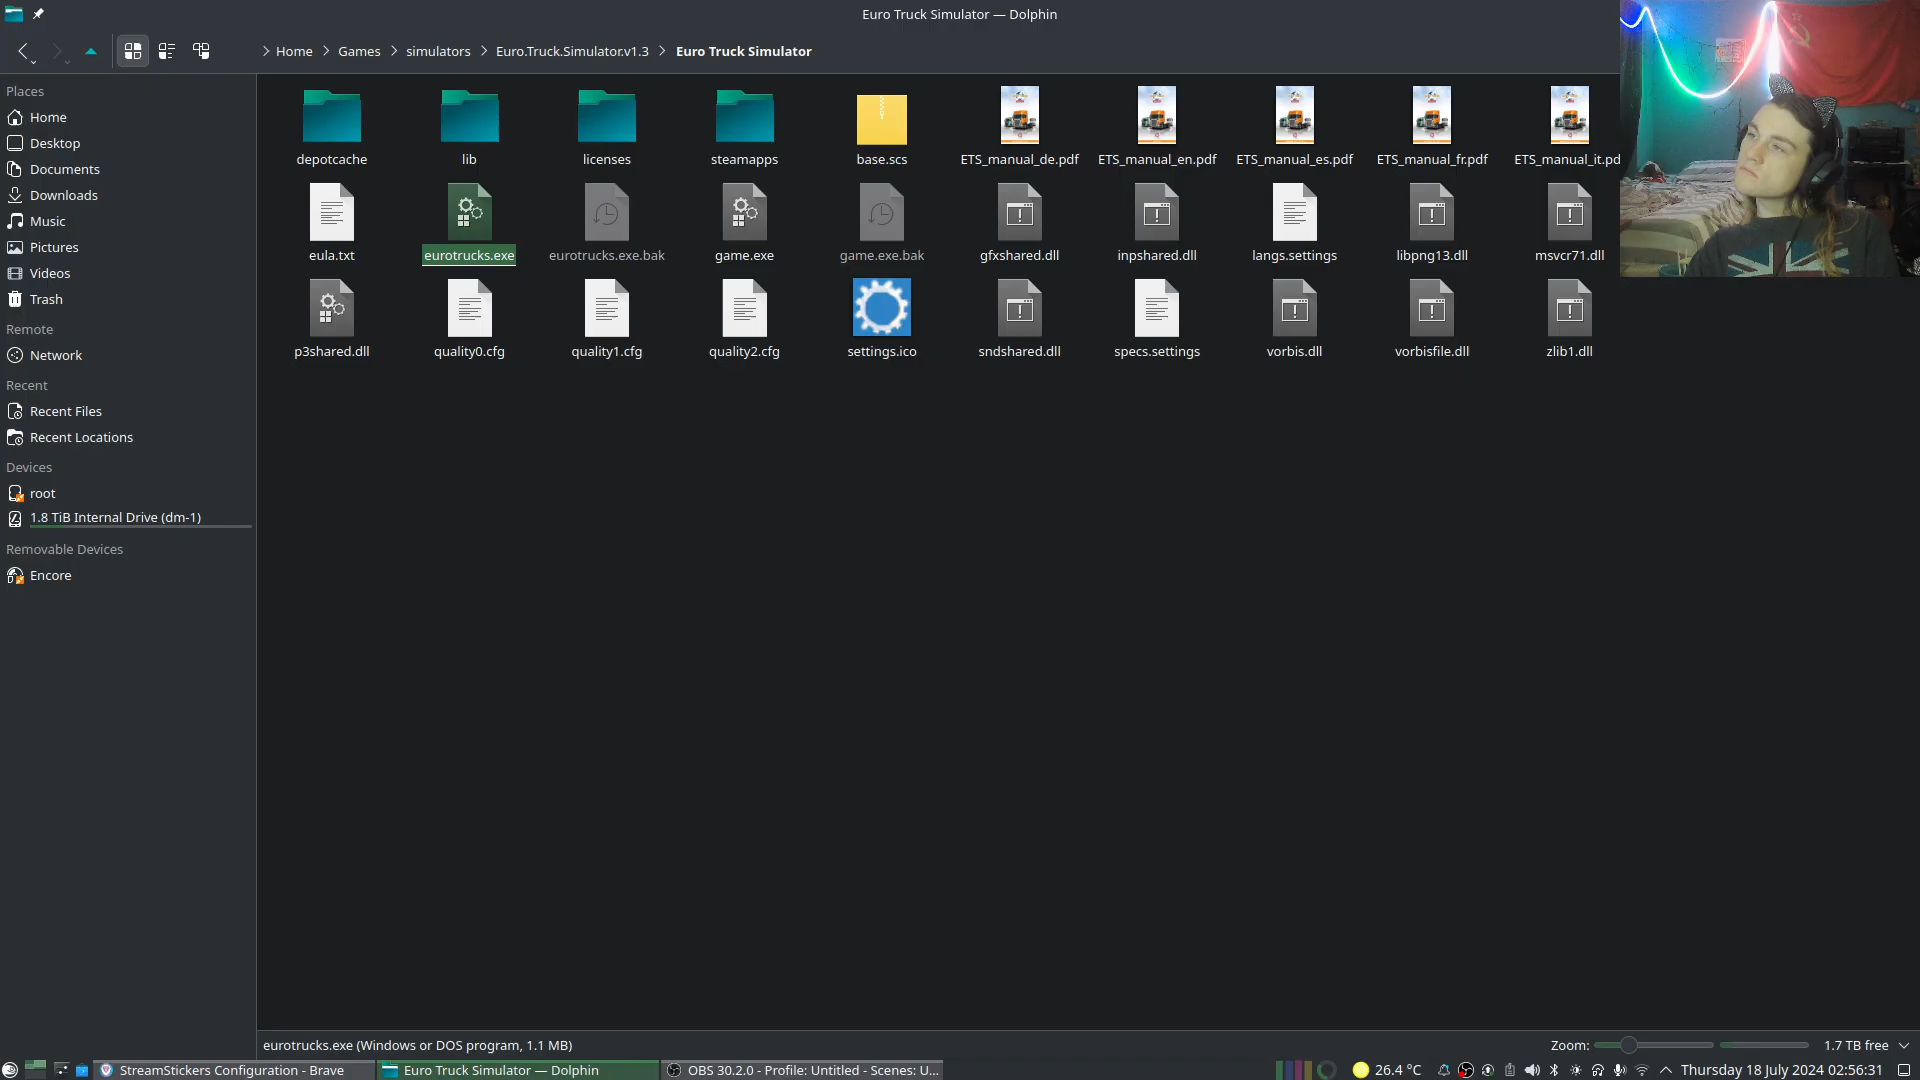 Euro Truck Simulator — Dolphin
Home
Games
simulators
Euro.Truck.Simulator.v1.3
Euro Truck Simulator
Places
Home
Desktop
Documents
Downloads
Music
Pictures
Videos
Trash
Remote
Network
Recent
Recent Files
Recent Locations
Devices
root
1.8 TiB Internal Drive (dm-1)
Removable Devices
Encore
depotcache
lib
licenses
steamapps
base.scs
ETS_manual_de.pdf
ETS_manual_en.pdf
ETS_manual_es.pdf
ETS_manual_fr.pdf
ETS_manual_it.pd
eula.txt
eurotrucks.exe
eurotrucks.exe.bak
game.exe
game.exe.bak
gfxshared.dll
inpshared.dll
langs.settings
libpng13.dll
msvcr71.dll
p3shared.dll
quality0.cfg
quality1.cfg
quality2.cfg
settings.ico
sndshared.dll
specs.settings
vorbis.dll
vorbisfile.dll
zlib1.dll
eurotrucks.exe (Windows or DOS program, 1.1 MB)
Zoom:
1.7 TB free
StreamStickers Configuration - Brave
Euro Truck Simulator — Dolphin
OBS 30.2.0 - Profile: Untitled - Scenes: U...
26.4 °C
Thursday 18 July 2024 02:56:31